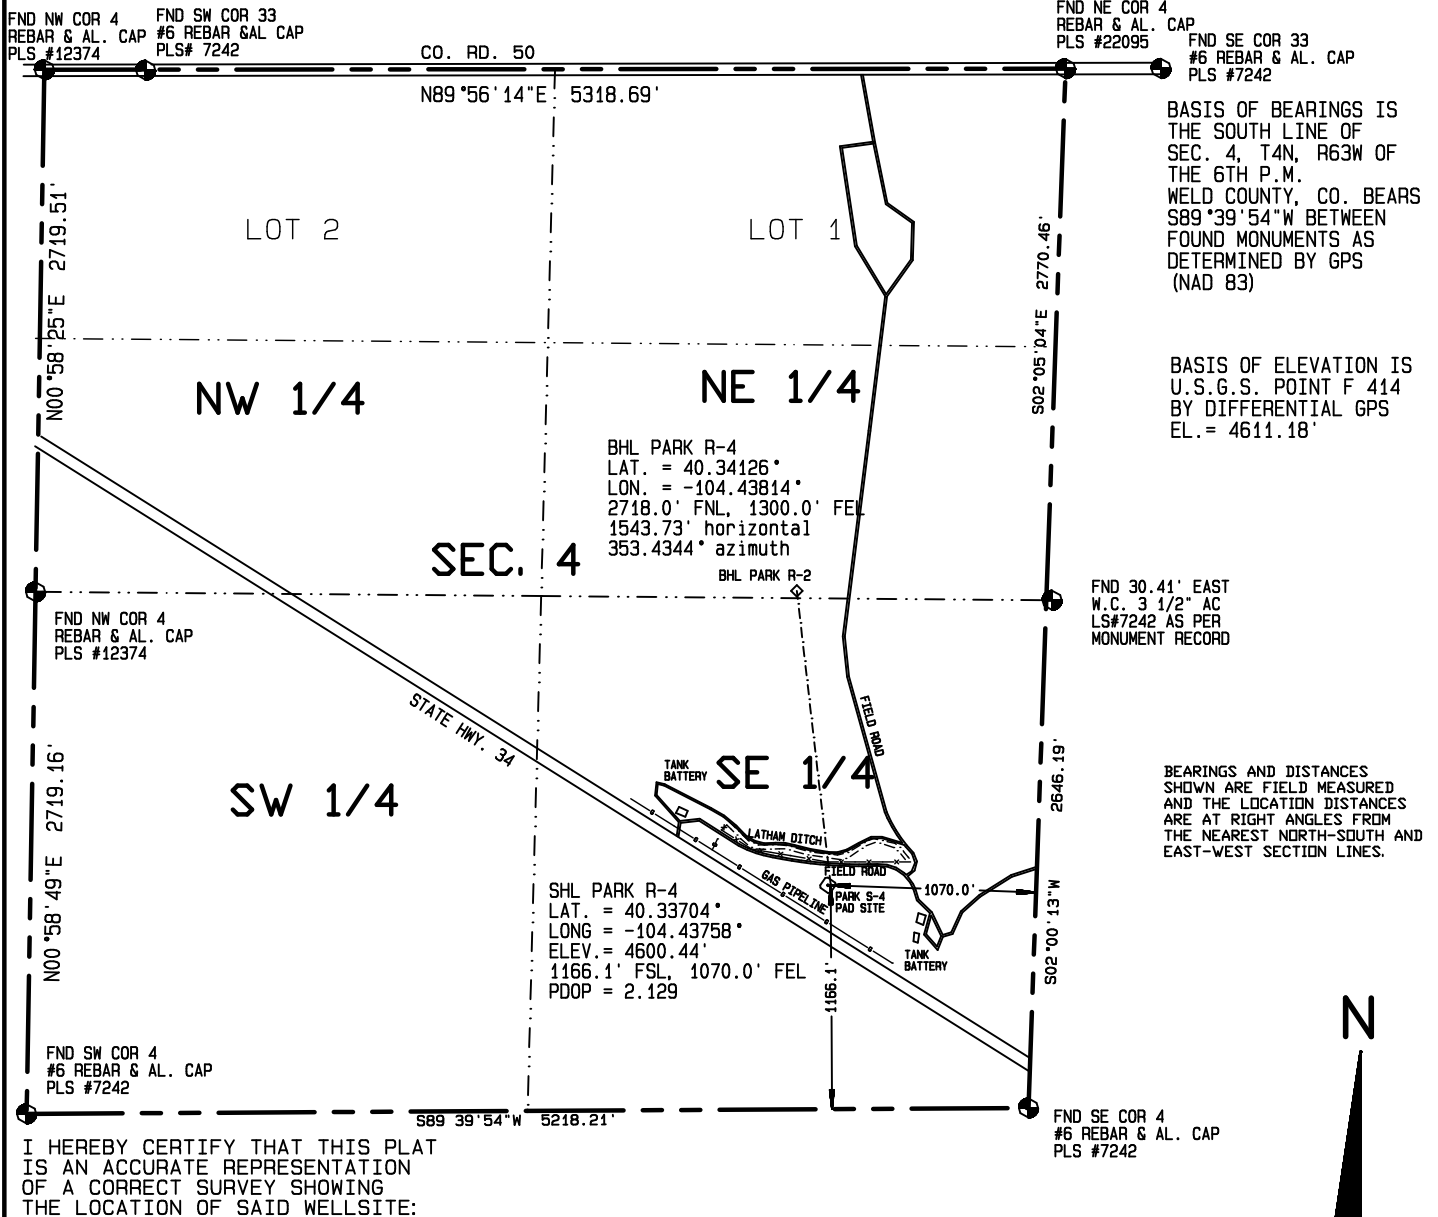 FND NW COR 4
REBAR & AL. CAP
PLS #12374
FND SW COR 33
#6 REBAR &AL CAP
PLS# 7242
CO. RD. 50
N89°56'14"E 5318.69'
FND NE COR 4
REBAR & AL. CAP
PLS #22095
FND SE COR 33
#6 REBAR & AL. CAP
PLS #7242
BASIS OF BEARINGS IS
THE SOUTH LINE OF
SEC. 4, T4N, R63W OF
THE 6TH P.M.
WELD COUNTY, CO. BEARS
S89°39'54"W BETWEEN
FOUND MONUMENTS AS
DETERMINED BY GPS
(NAD 83)
LOT 2
LOT 1
N00°58'25"E 2719.51'
S02°05'04"E 2770.46'
BASIS OF ELEVATION IS
U.S.G.S. POINT F 414
BY DIFFERENTIAL GPS
EL.= 4611.18'
NW 1/4
NE 1/4
BHL PARK R-4
LAT. = 40.34126°
LON. = -104.43814°
2718.0' FNL, 1300.0' FEL
1543.73' horizontal
353.4344° azimuth
SEC. 4
BHL PARK R-2
FND NW COR 4
REBAR & AL. CAP
PLS #12374
FND 30.41' EAST
W.C. 3 1/2" AC
LS#7242 AS PER
MONUMENT RECORD
STATE HWY. 34
FIELD ROAD
TANK
BATTERY
SE 1/4
SW 1/4
N00°58'49"E 2719.16'
S02°00'13"W 2646.19'
BEARINGS AND DISTANCES
SHOWN ARE FIELD MEASURED
AND THE LOCATION DISTANCES
ARE AT RIGHT ANGLES FROM
THE NEAREST NORTH-SOUTH AND
EAST-WEST SECTION LINES.
LATHAM DITCH
FIELD ROAD
GAS PIPELINE
PARK S-4
PAD SITE
1070.0'
SHL PARK R-4
LAT. = 40.33704°
LONG = -104.43758°
ELEV.= 4600.44'
1166.1' FSL, 1070.0' FEL
PDOP = 2.129
TANK
BATTERY
1166.1'
N
FND SW COR 4
#6 REBAR & AL. CAP
PLS #7242
S89 39'54"W 5218.21'
FND SE COR 4
#6 REBAR & AL. CAP
PLS #7242
I HEREBY CERTIFY THAT THIS PLAT
IS AN ACCURATE REPRESENTATION
OF A CORRECT SURVEY SHOWING
THE LOCATION OF SAID WELLSITE: